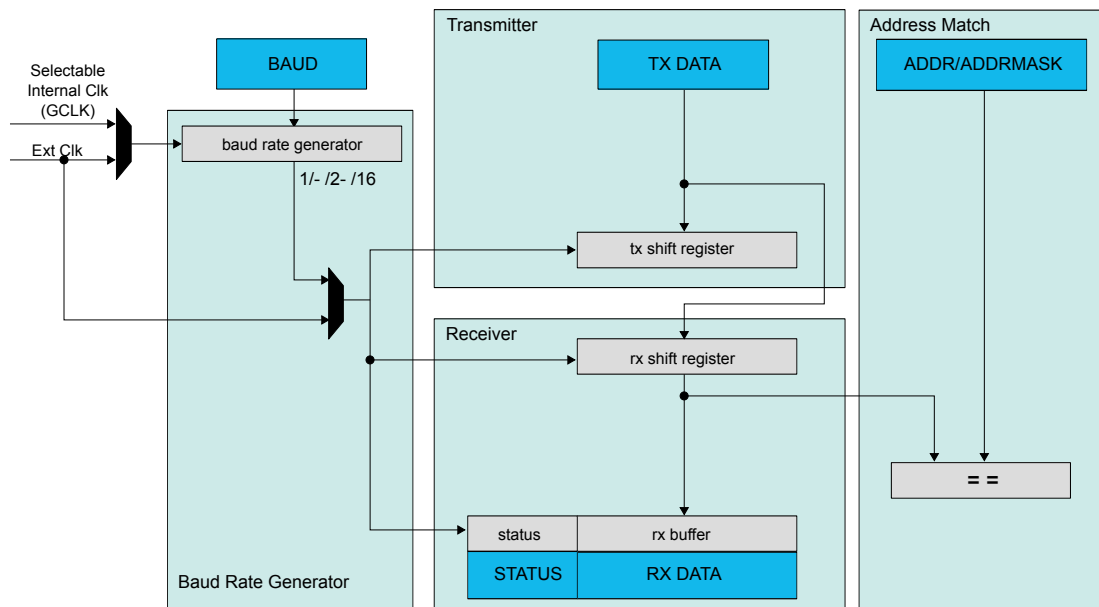 Transmitter
Address Match
BAUD
TX DATA
ADDR/ADDRMASK
Selectable
Internal Clk
(GCLK)
Ext Clk
baud rate generator
1/- /2- /16
tx shift register
Receiver
rx shift register
= =
status
rx buffer
STATUS
RX DATA
Baud Rate Generator